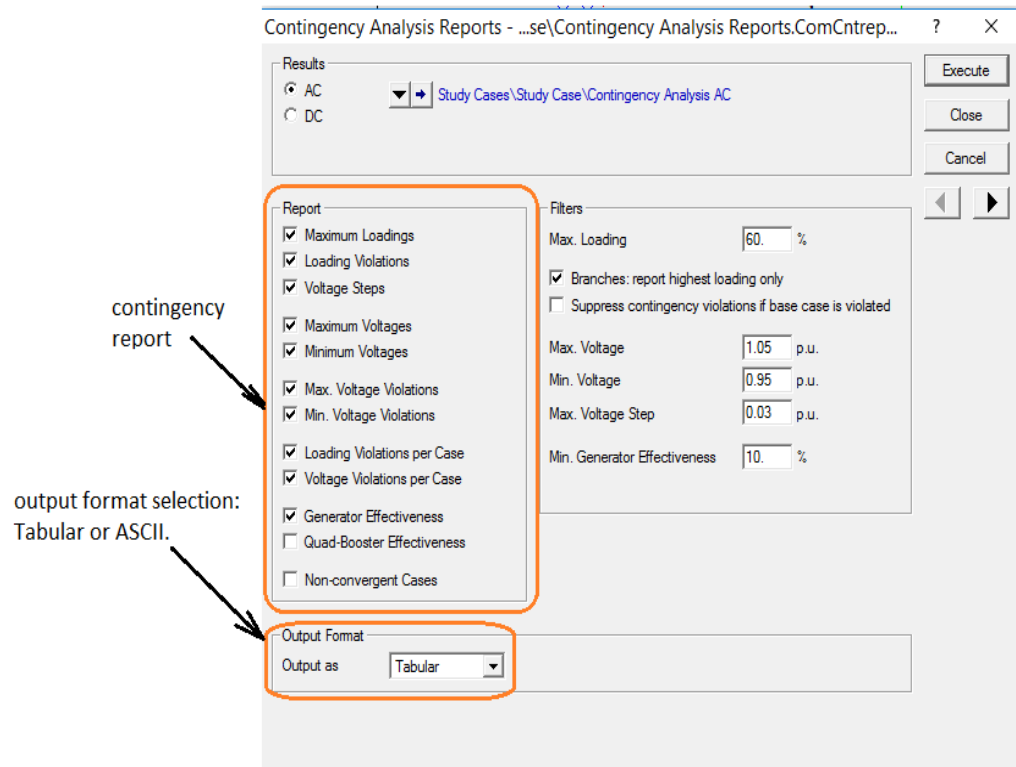 Contingency Analysis Reports - ...se\Contingency Analysis Reports.ComCntrep... ? X
Results
AC
Study Cases\Study Case\Contingency Analysis AC
DC
Execute
Close
Cancel
Report
Maximum Loadings
Loading Violations
Voltage Steps
Maximum Voltages
Minimum Voltages
Max. Voltage Violations
Min. Voltage Violations
Loading Violations per Case
Voltage Violations per Case
Generator Effectiveness
Quad-Booster Effectiveness
Non-convergent Cases
Filters
Max. Loading 60. %
Branches: report highest loading only
Suppress contingency violations if base case is violated
Max. Voltage 1.05 p.u.
Min. Voltage 0.95 p.u.
Max. Voltage Step 0.03 p.u.
Min. Generator Effectiveness 10. %
Output Format
Output as Tabular
contingency
report
output format selection:
Tabular or ASCII.